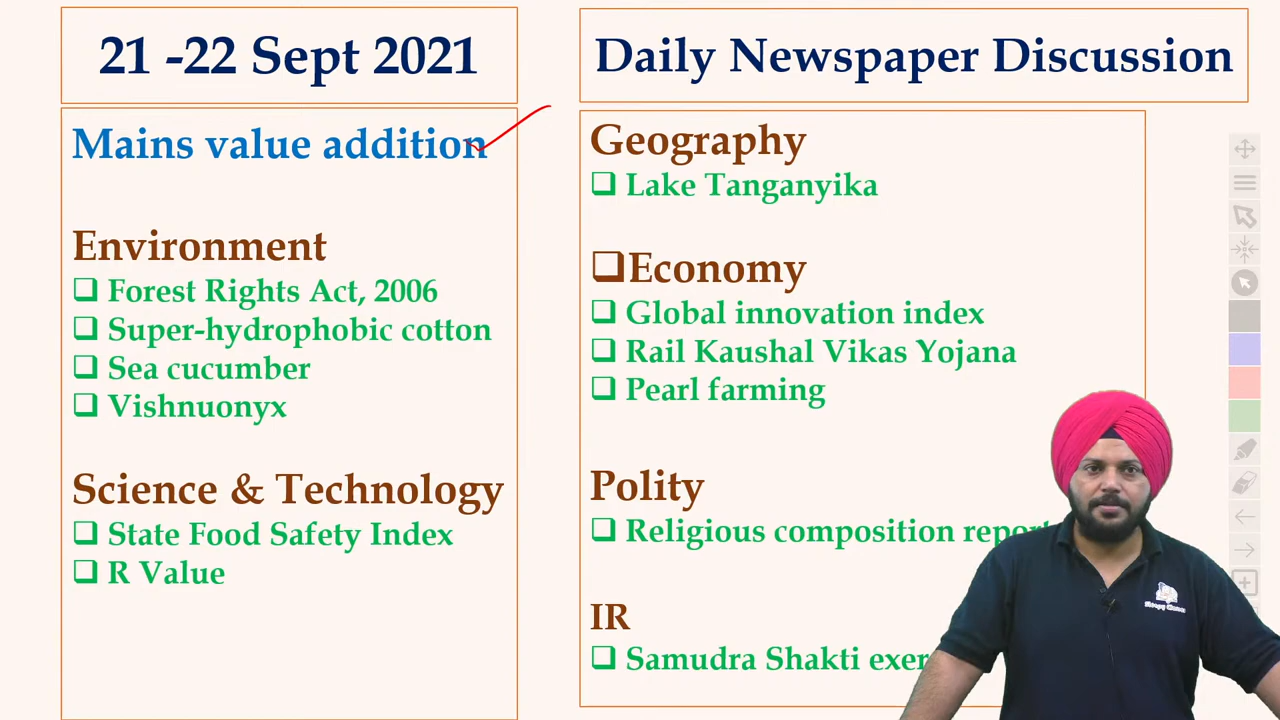 21 -22 Sept 2021
Daily Newspaper Discussion
Mains value addition
Environment
❑ Forest Rights Act, 2006
❑ Super-hydrophobic cotton
❑ Sea cucumber
❑ Vishnuonyx
Science & Technology
❑ State Food Safety Index
❑ R Value
Geography
❑ Lake Tanganyika
❑Economy
❑ Global innovation index
❑ Rail Kaushal Vikas Yojana
❑ Pearl farming
Polity
❑ Religious composition report
IR
❑ Samudra Shakti exer